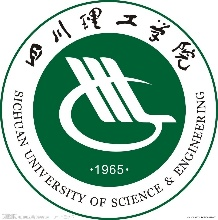 四川理工学院
·1965·
SICHUAN UNIVERSITY OF SCIENCE & ENGINEERING